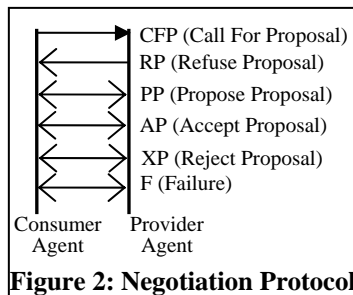 CFP (Call For Proposal)
RP (Refuse Proposal)
PP (Propose Proposal)
AP (Accept Proposal)
XP (Reject Proposal)
F (Failure)
Consumer Provider
Agent Agent
Figure 2: Negotiation Protocol